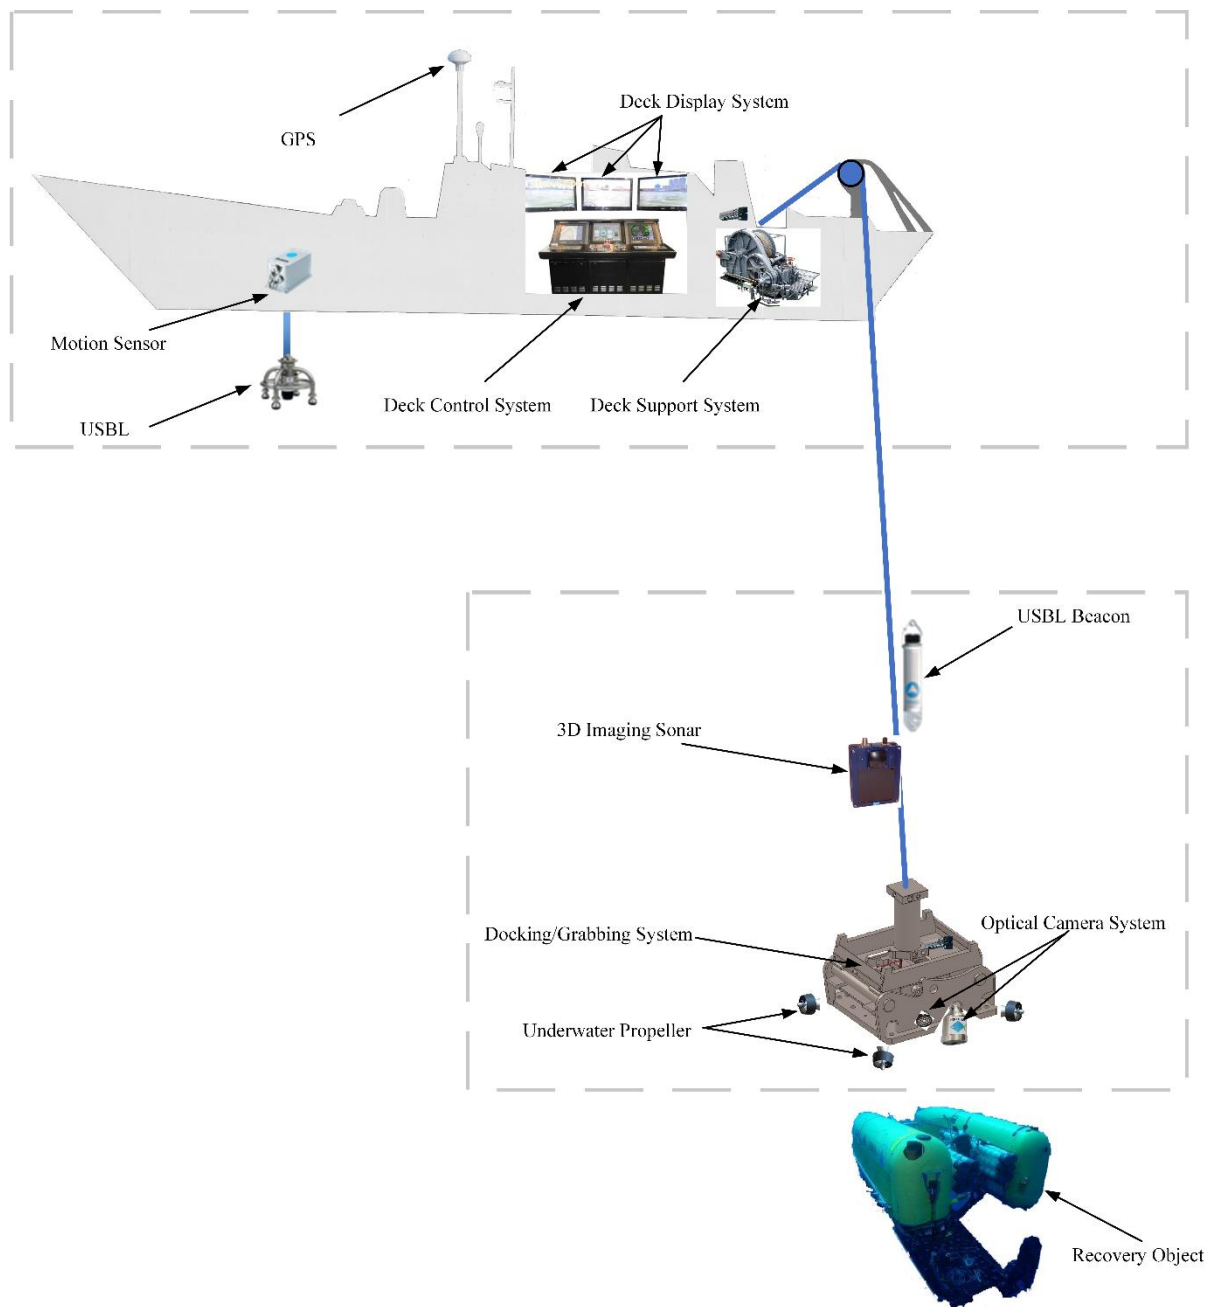 Deck Display System
GPS
Motion Sensor
USBL
Deck Control System
Deck Support System
USBL Beacon
3D Imaging Sonar
Optical Camera System
Docking/Grabbing System
Underwater Propeller
Recovery Object